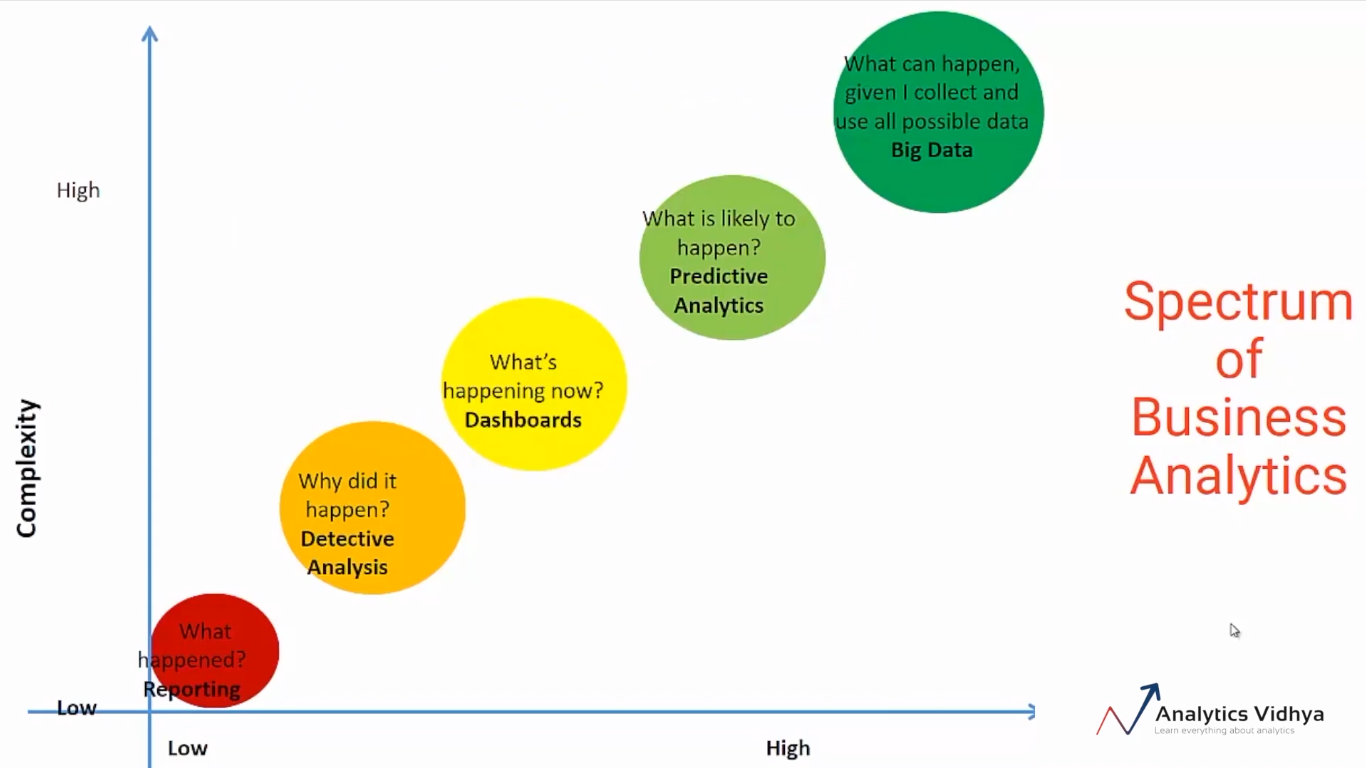 What can happen,
given I collect and
use all possible data
Big Data
High
What is likely to
happen?
Predictive
Analytics
What's
happening now?
Dashboards
Why did it
happen?
Detective
Analysis
What
happened?
Reporting
Complexity
Low
Low
High
Spectrum
of
Business
Analytics
Analytics Vidhya
Learn everything about analytics